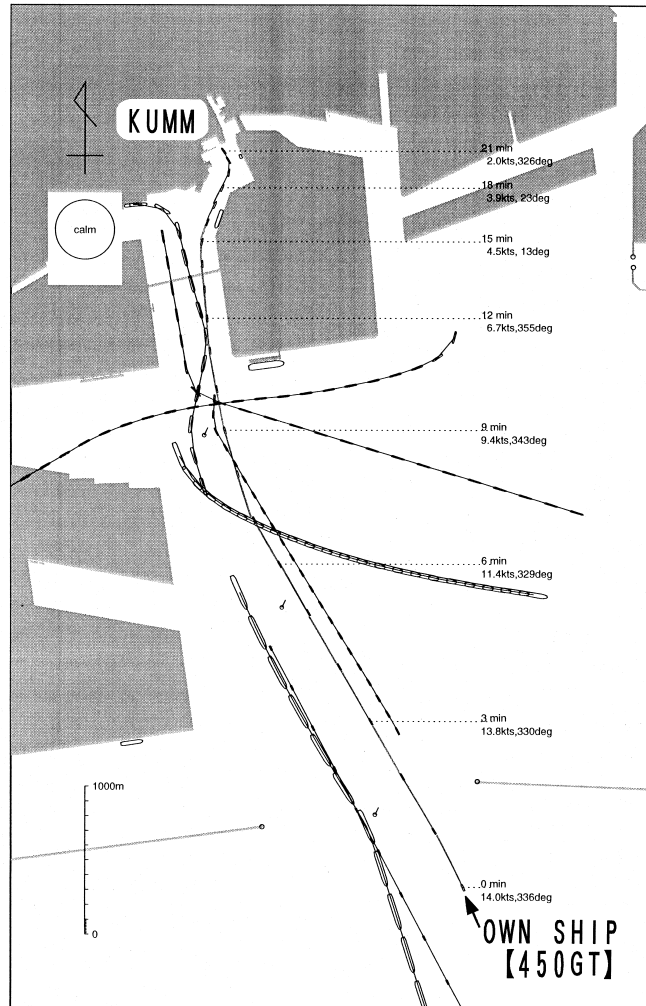 KUMM
21 min
2.0kts,326deg
18 min
3.9kts, 23deg
calm
15 min
4.5kts, 13deg
12 min
6.7kts,355deg
9 min
9.4kts,343deg
6 min
11.4kts,329deg
3 min
13.8kts,330deg
1000m
0
0 min
14.0kts,336deg
OWN SHIP
【450GT】